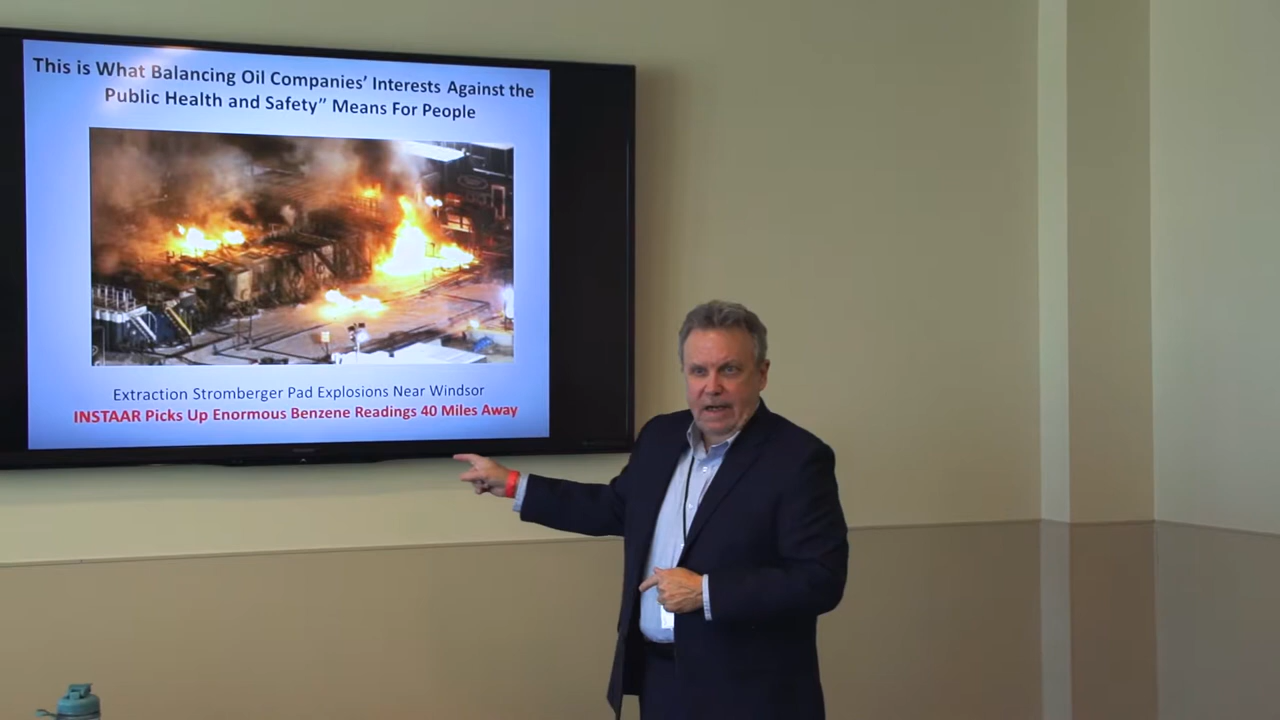 This is What Balancing Oil Companies' Interests Against the
Public Health and Safety” Means For People
Extraction Stromberger Pad Explosions Near Windsor
INSTAAR Picks Up Enormous Benzene Readings 40 Miles Away